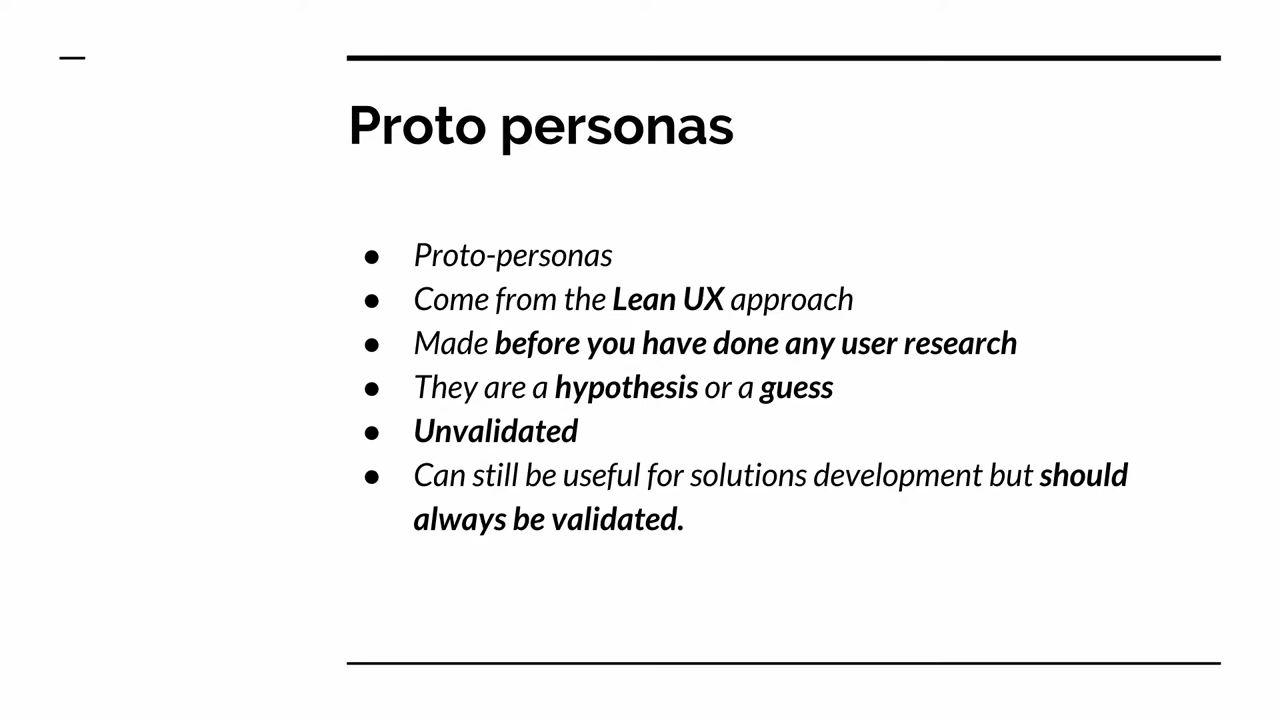 Proto personas
● Proto-personas
● Come from the Lean UX approach
● Made before you have done any user research
● They are a hypothesis or a guess
● Unvalidated
● Can still be useful for solutions development but should
always be validated.